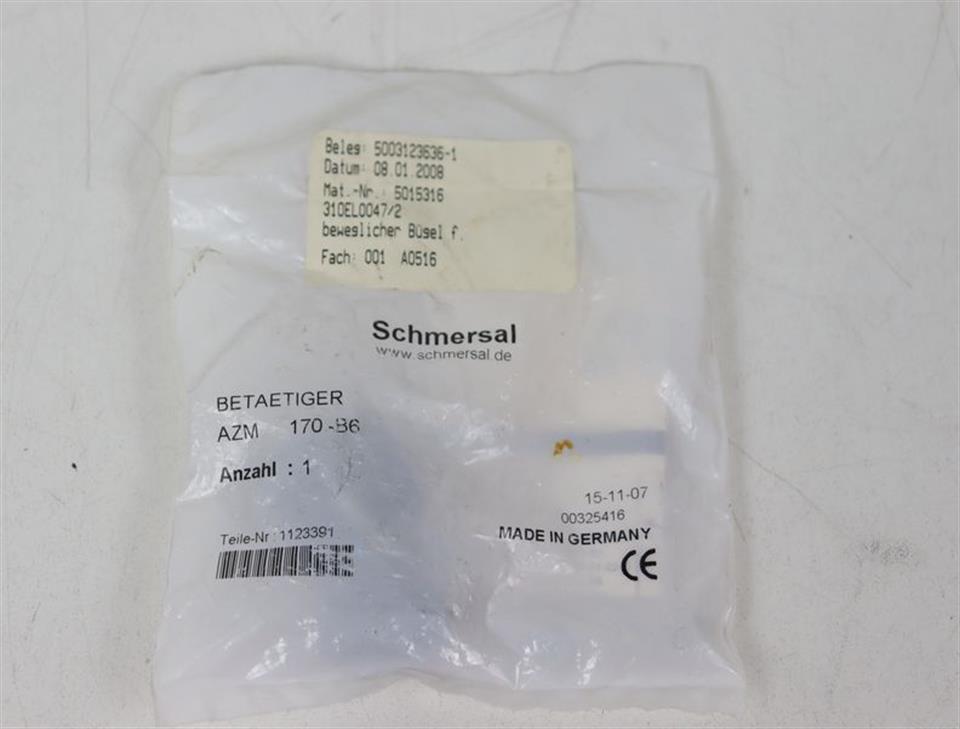 Beleg: 5003123636-1
Datum: 08.01.2008
Mat.-Nr.: 5015316
310EL0047/2
beweglicher Bügel f.
Fach: 001 A0516
Schmersal
www.schmersal.de
BETAETIGER
AZM 170-B6
Anzahl : 1
15-11-07
00325416
Teile-Nr : 1123391
MADE IN GERMANY
CE